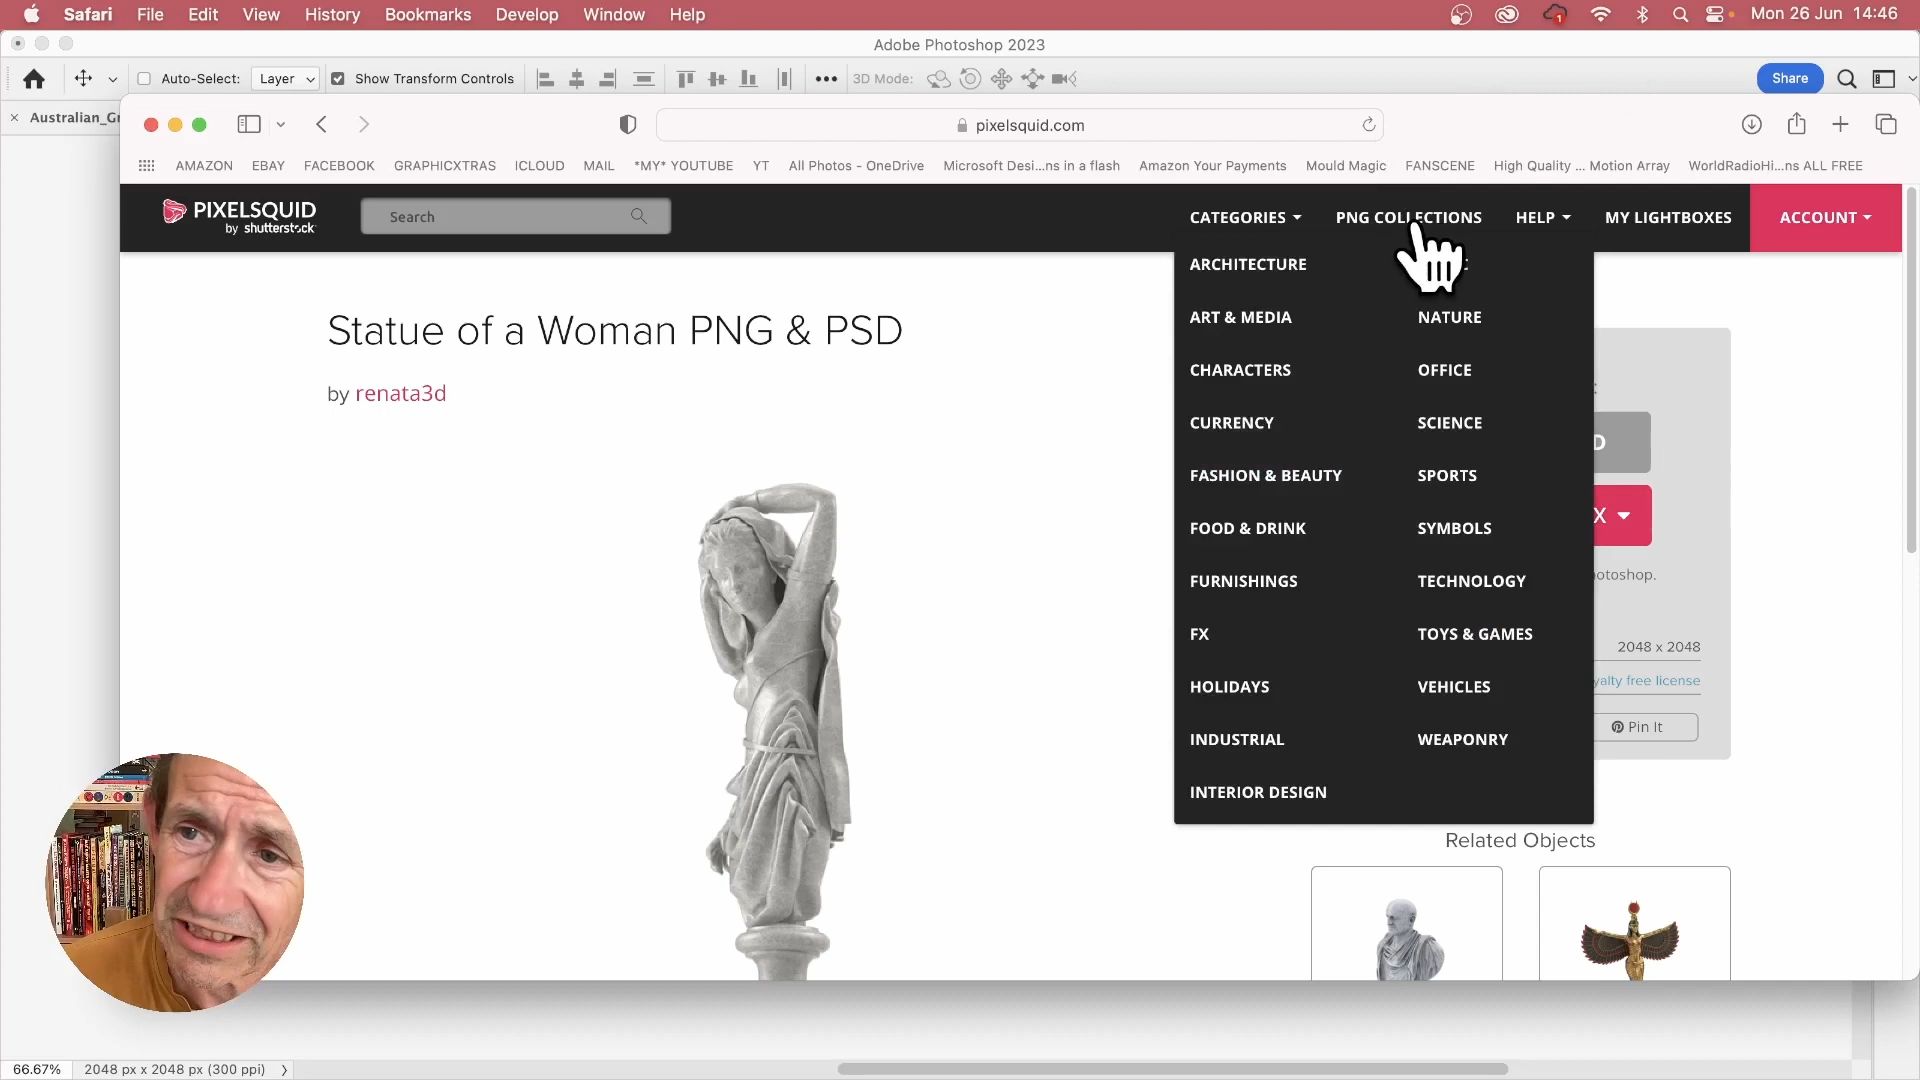 Safari File Edit View History Bookmarks Develop Window Help
1
Mon 26 Jun 14:46
Adobe Photoshop 2023
Auto-Select: Layer Show Transform Controls
3D Mode:
Share
Australian_Gr
pixelsquid.com
AMAZON EBAY FACEBOOK GRAPHICXTRAS ICLOUD MAIL *MY* YOUTUBE YT All Photos - OneDrive Microsoft Desi...ns in a flash Amazon Your Payments Mould Magic FANSCENE High Quality ... Motion Array WorldRadioHi...ns ALL FREE
PIXELSQUID
by shutterstock
Search
CATEGORIES PNG COLLECTIONS HELP MY LIGHTBOXES ACCOUNT
ARCHITECTURE
ART & MEDIA NATURE
CHARACTERS OFFICE
CURRENCY SCIENCE
FASHION & BEAUTY SPORTS
FOOD & DRINK SYMBOLS
FURNISHINGS TECHNOLOGY
FX TOYS & GAMES
HOLIDAYS VEHICLES
INDUSTRIAL WEAPONRY
INTERIOR DESIGN
Statue of a Woman PNG & PSD
by renata3d
D
X
otoshop.
2048 x 2048
yalty free license
Pin It
Related Objects
66.67% 2048 px x 2048 px (300 ppi)